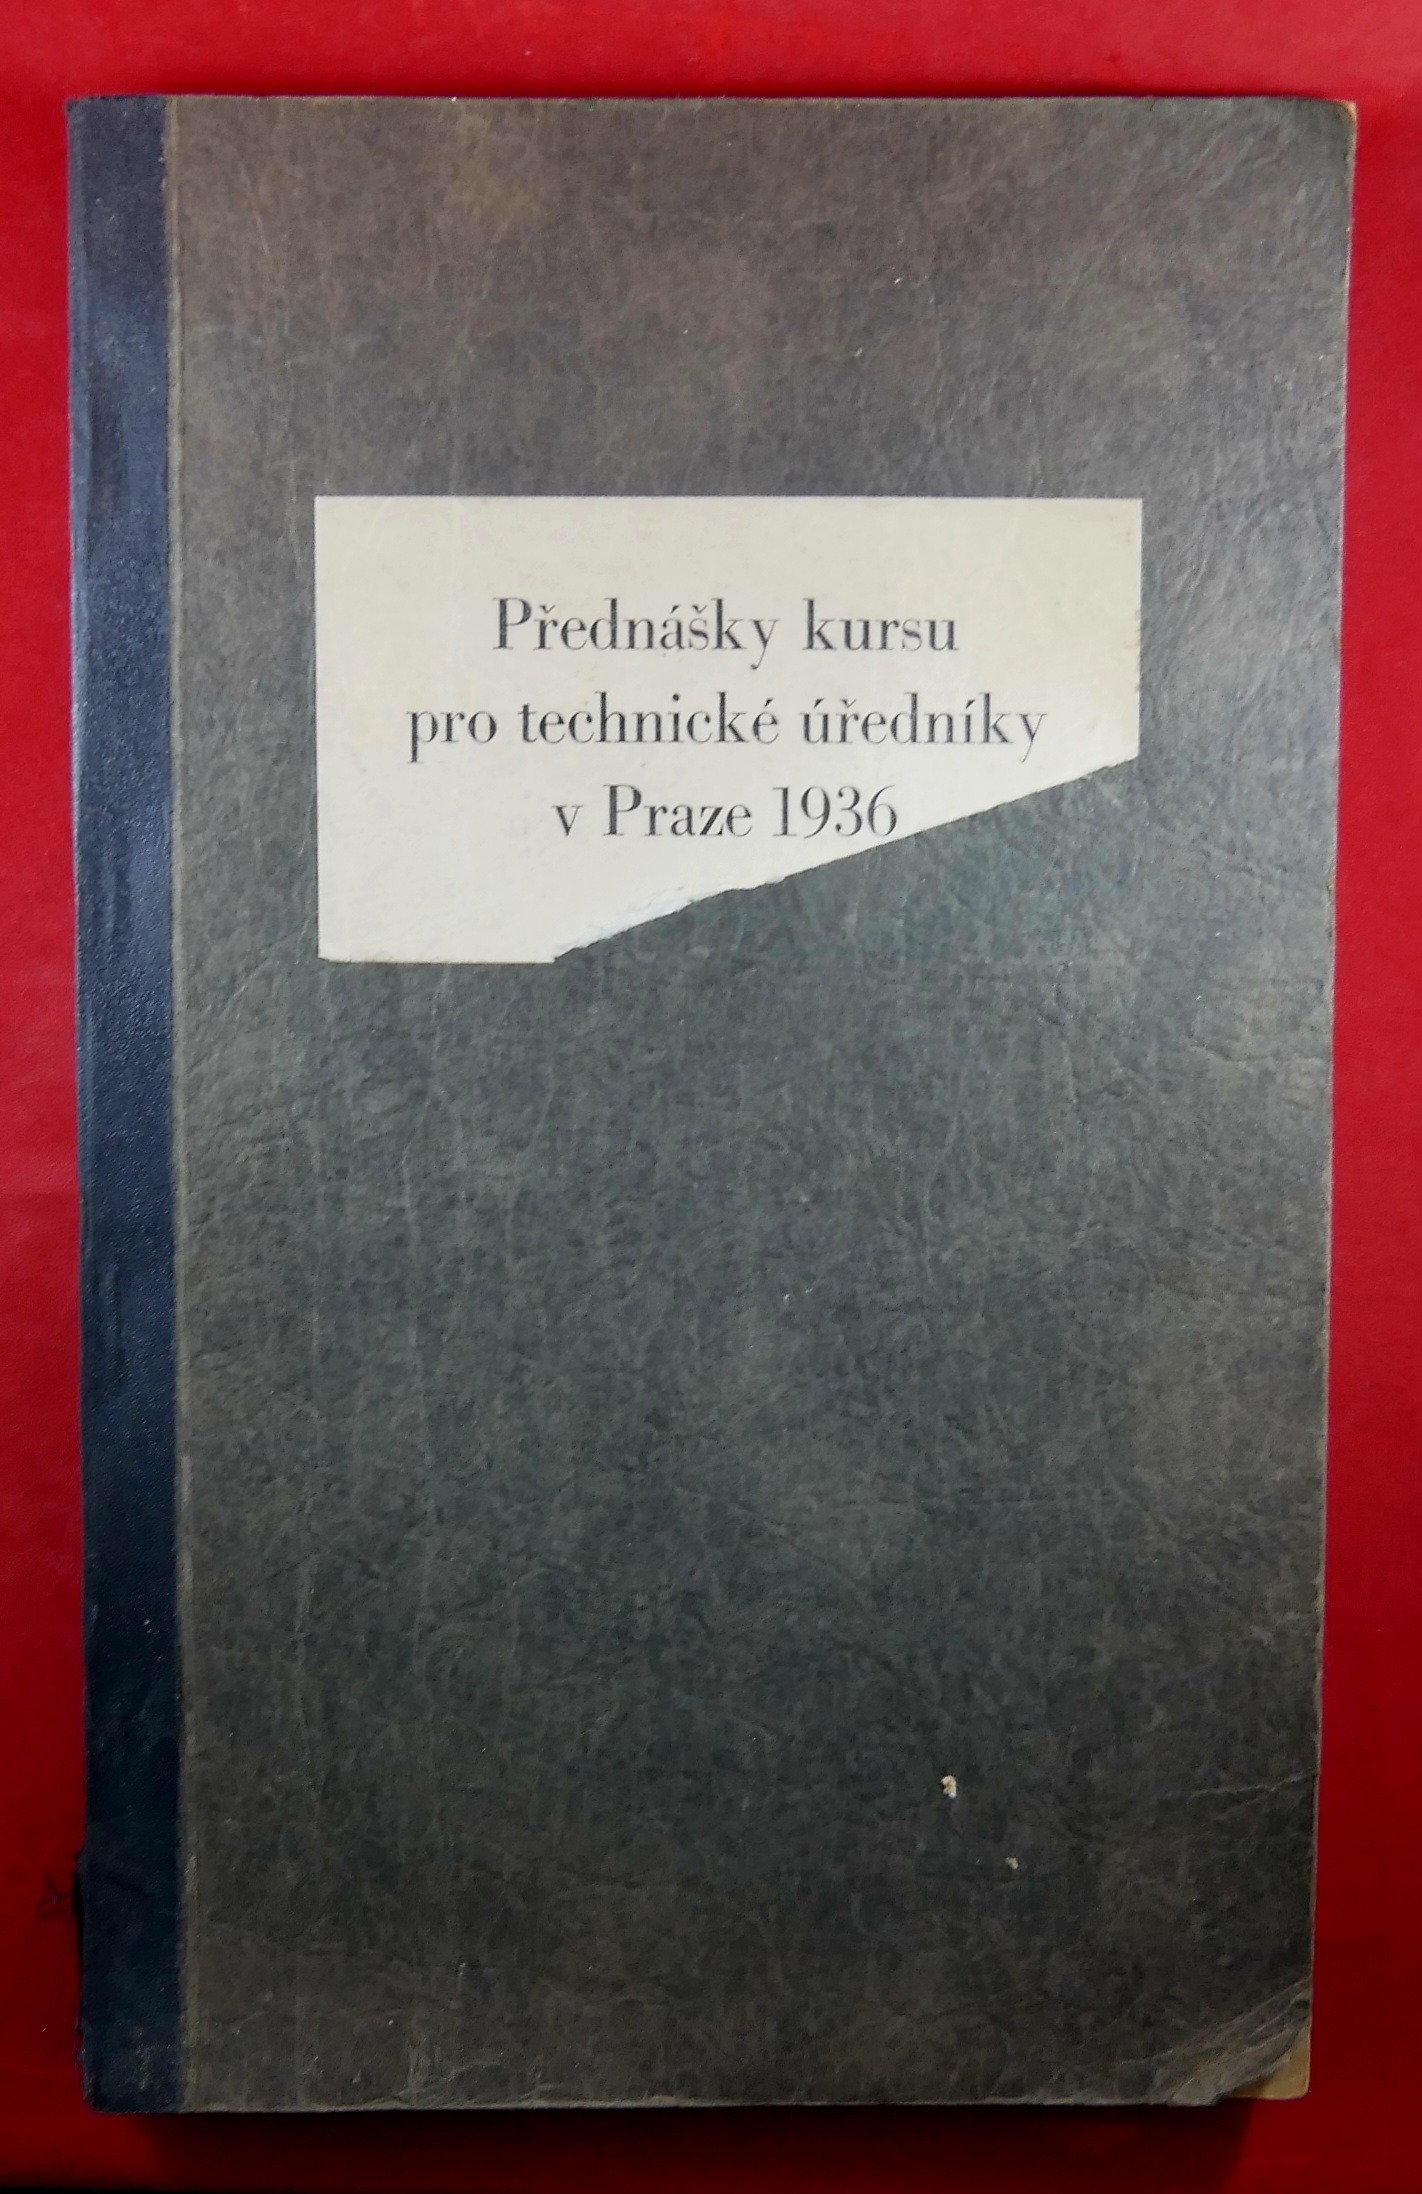 Přednášky kursu
pro technické úředníky
v Praze 1936